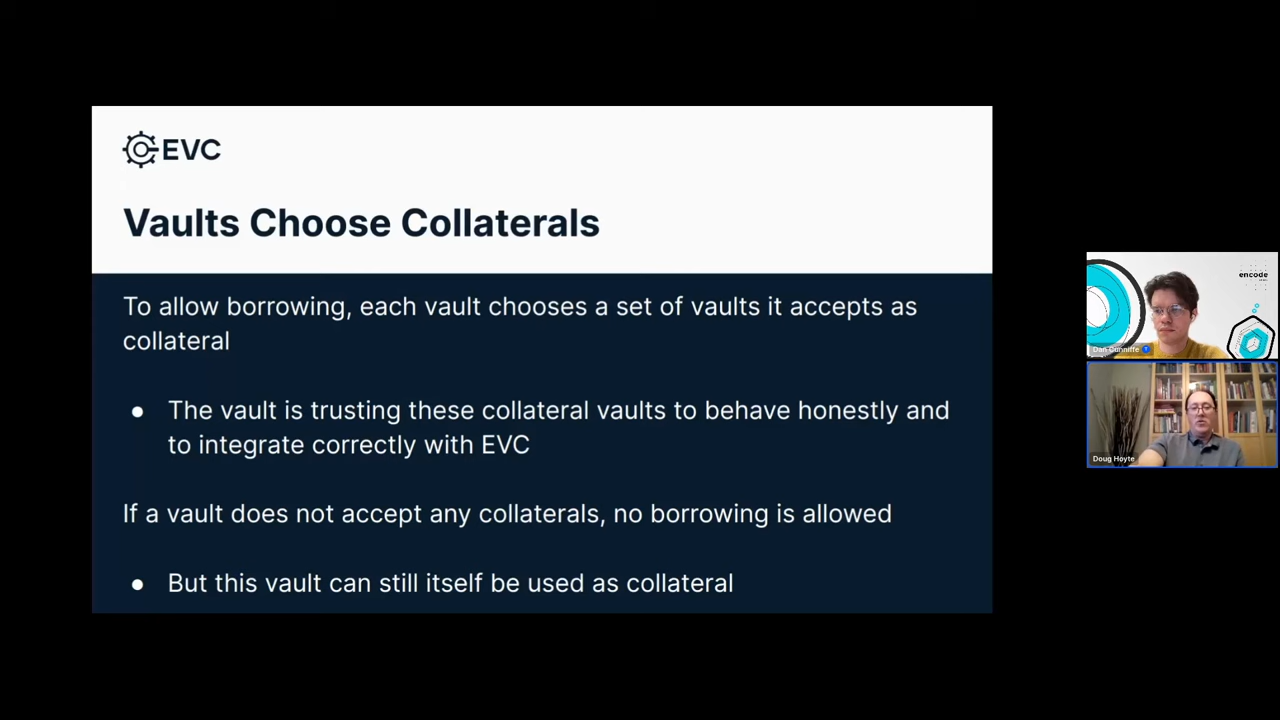 EVC
Vaults Choose Collaterals
To allow borrowing, each vault chooses a set of vaults it accepts as
collateral
● The vault is trusting these collateral vaults to behave honestly and
to integrate correctly with EVC
If a vault does not accept any collaterals, no borrowing is allowed
● But this vault can still itself be used as collateral
encode
Dan Cunniffe
Doug Hoyte